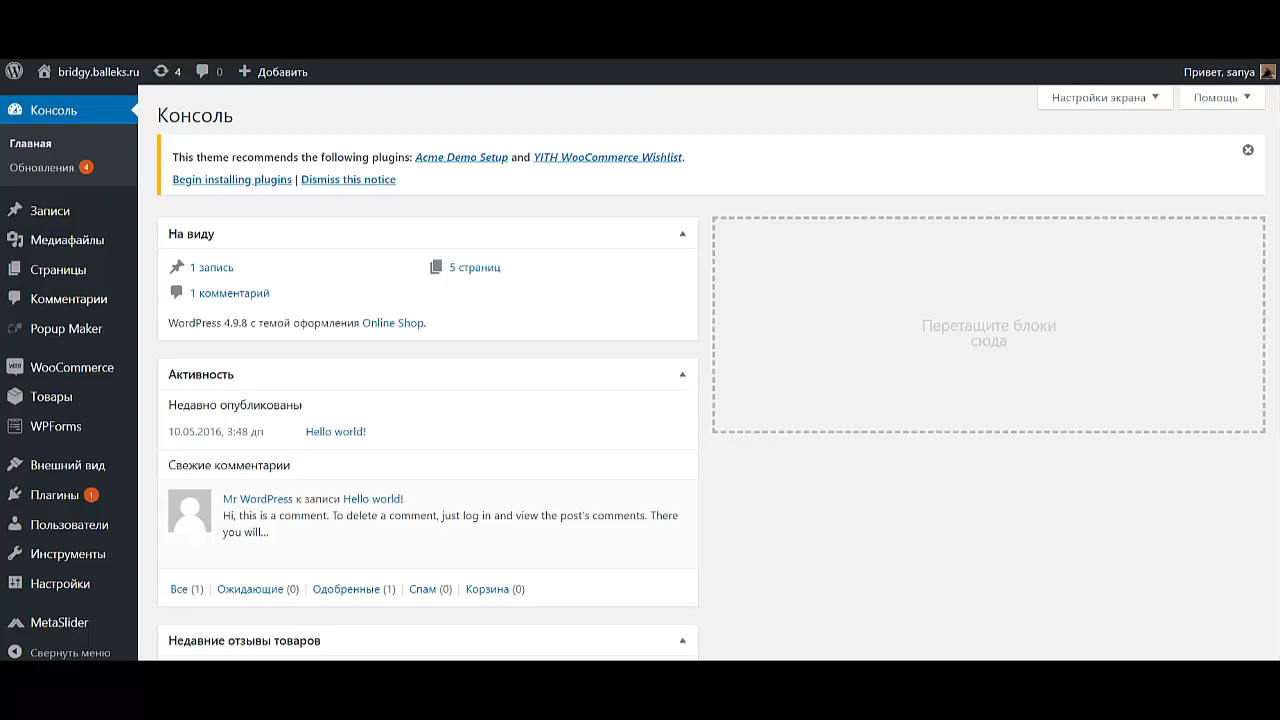 bridgy.balleks.ru 4 0 Добавить Привет, sanya
Консоль
Главная
Обновления 4
Записи
Медиафайлы
Страницы
Комментарии
Popup Maker
WooCommerce
Товары
WPForms
Внешний вид
Плагины 1
Пользователи
Инструменты
Настройки
MetaSlider
Свернуть меню
Настройки экрана Помощь
Консоль
This theme recommends the following plugins: Acme Demo Setup and YITH WooCommerce Wishlist.
Begin installing plugins | Dismiss this notice
На виду
1 запись 5 страниц
1 комментарий
WordPress 4.9.8 с темой оформления Online Shop.
Активность
Недавно опубликованы
10.05.2016, 3:48 дп Hello world!
Свежие комментарии
Mr WordPress к записи Hello world!
Hi, this is a comment. To delete a comment, just log in and view the post's comments. There
you will...
Все (1) | Ожидающие (0) | Одобренные (1) | Спам (0) | Корзина (0)
Недавние отзывы товаров
Перетащите блоки
сюда